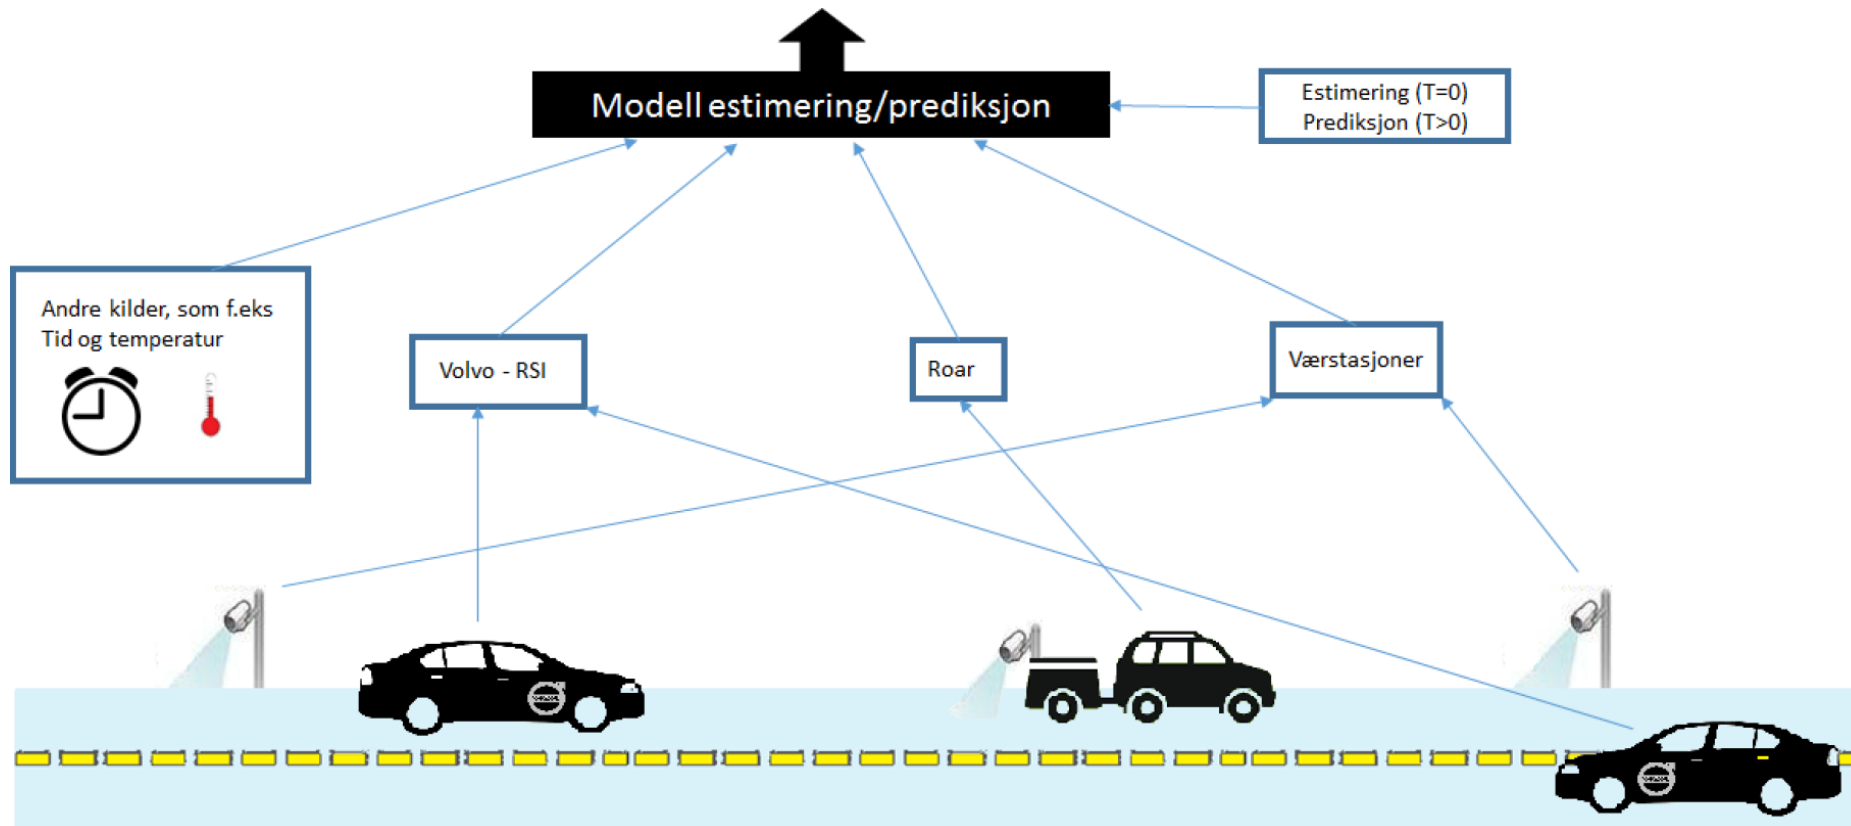 Modell estimering/prediksjon
Estimering (T=0)
Prediksjon (T>0)
Andre kilder, som f.eks
Tid og temperatur
Volvo - RSI
Roar
Værstasjoner